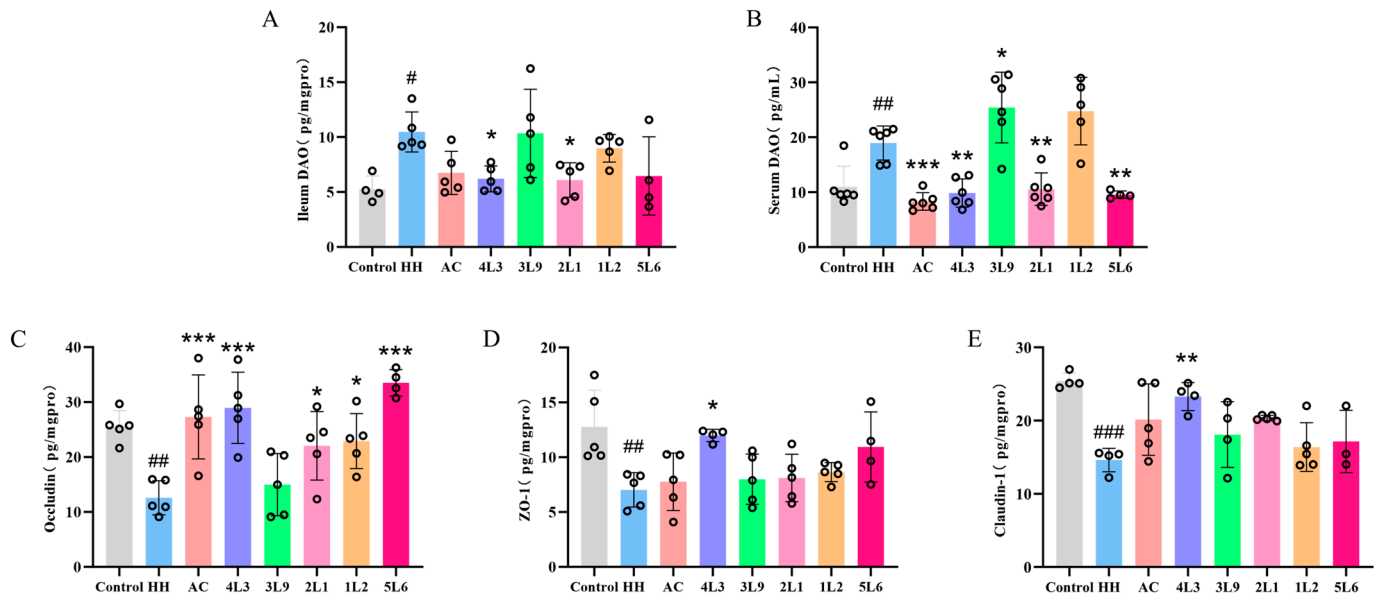 A
Ileum DAO( pg/mgpro)
20
15
10
5
0
#
*
*
Control HH AC 4L3 3L9 2L1 1L2 5L6
B
Serum DAO( pg/mL)
40
30
20
10
0
##
***
**
*
**
**
Control HH AC 4L3 3L9 2L1 1L2 5L6
C
Occludin( pg/mgpro)
40
30
20
10
0
##
***
***
*
*
***
Control HH AC 4L3 3L9 2L1 1L2 5L6
D
ZO-1( pg/mgpro)
20
15
10
5
0
##
*
Control HH AC 4L3 3L9 2L1 1L2 5L6
E
Claudin-1( pg/mgpro)
30
20
10
0
###
**
Control HH AC 4L3 3L9 2L1 1L2 5L6